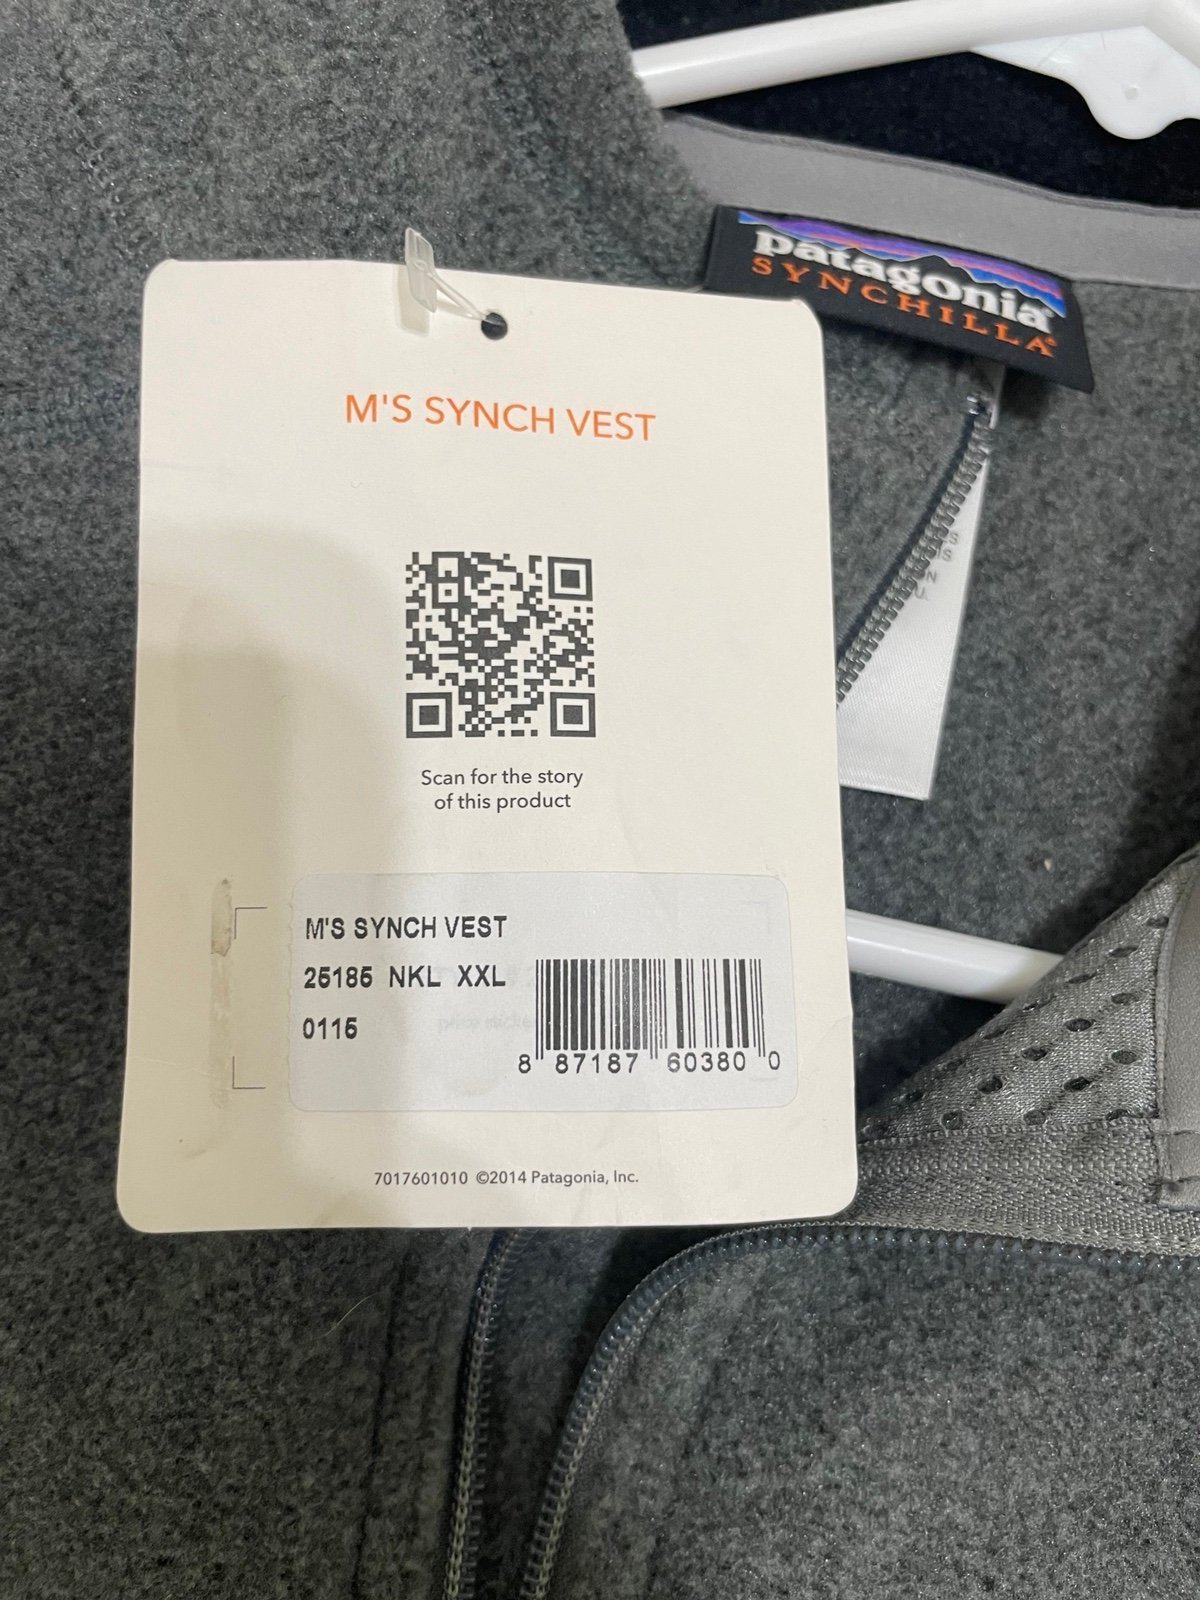 patagonia®
SYNCHILLA®
M'S SYNCH VEST
Scan for the story
of this product
M'S SYNCH VEST
25185 NKL XXL
0115
8 87187 60380 0
7017601010 ©2014 Patagonia, Inc.